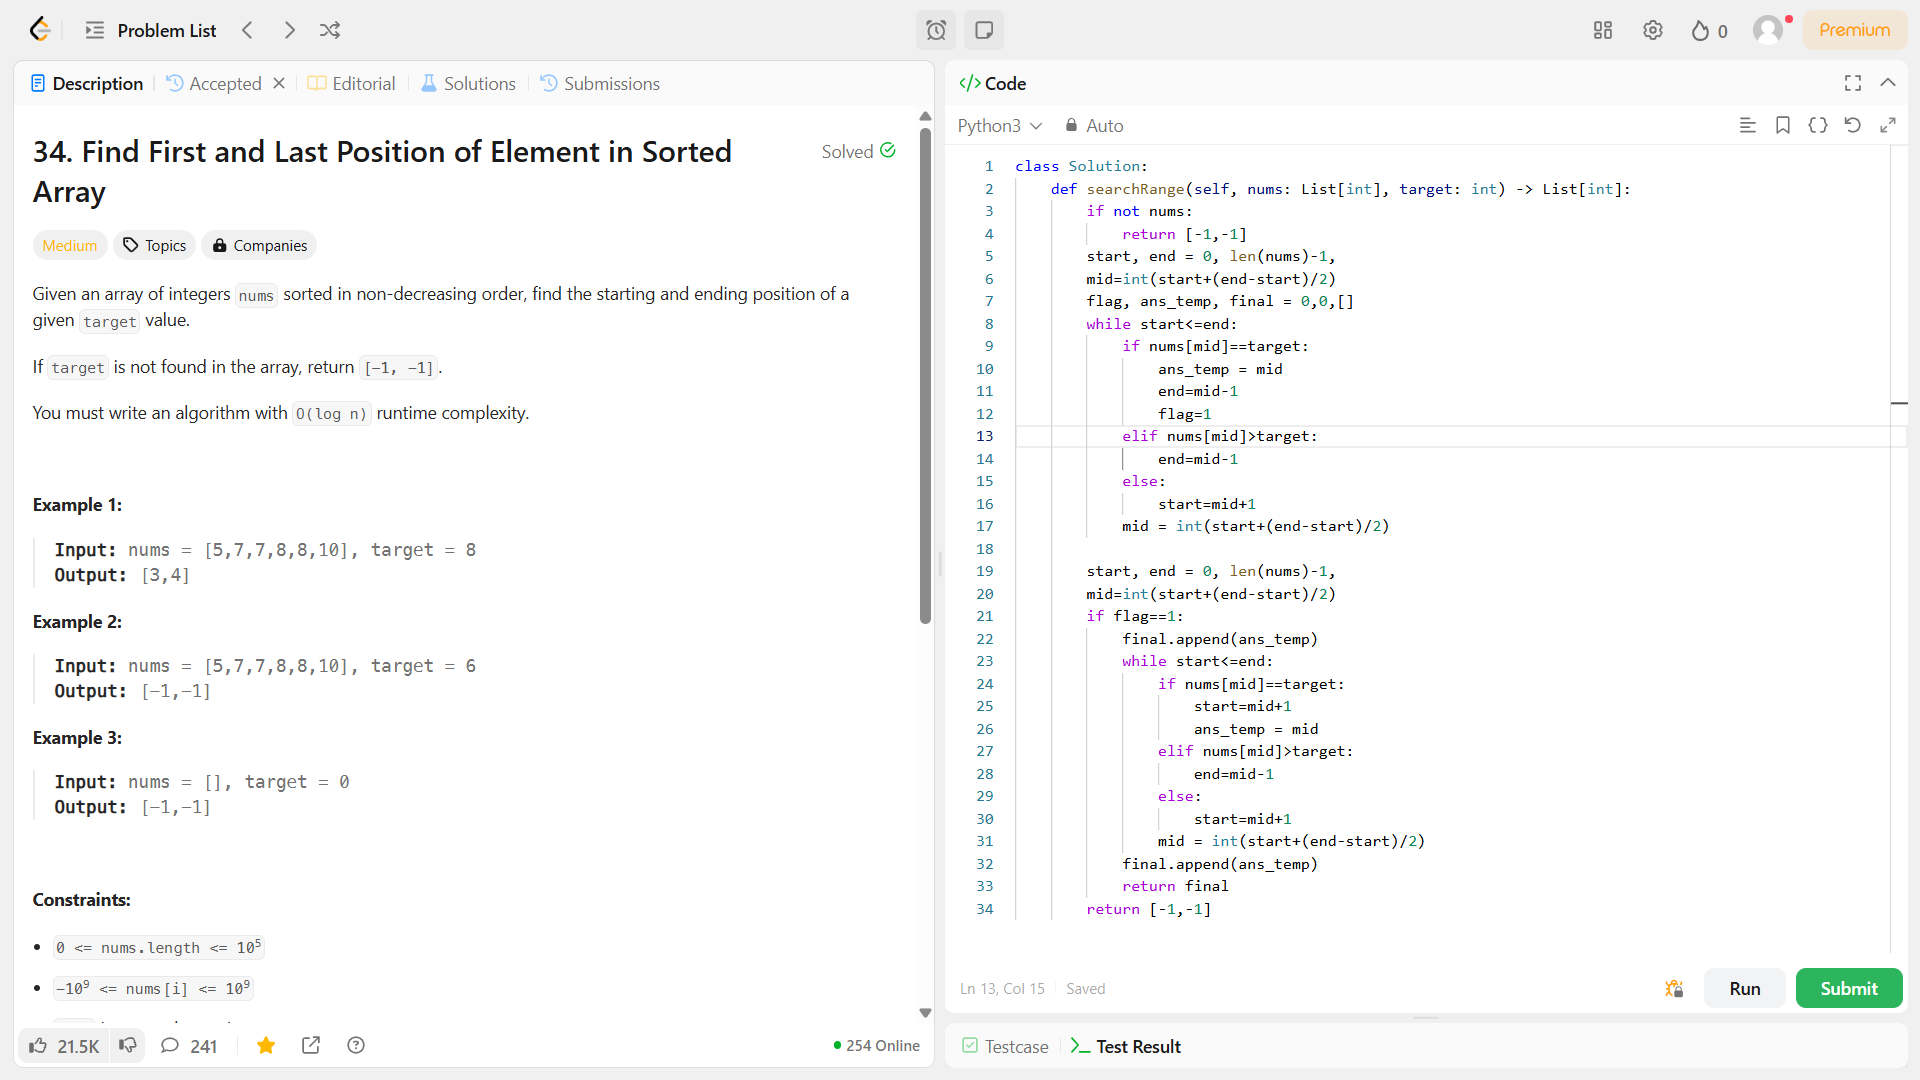 Problem List
0
Premium
Description
Accepted
Editorial
Solutions
Submissions
34. Find First and Last Position of Element in Sorted
Array
Solved
Medium
Topics
Companies
Given an array of integers nums sorted in non-decreasing order, find the starting and ending position of a
given target value.
If target is not found in the array, return [-1, -1].
You must write an algorithm with O(log n) runtime complexity.
Example 1:
Input: nums = [5,7,7,8,8,10], target = 8
Output: [3,4]
Example 2:
Input: nums = [5,7,7,8,8,10], target = 6
Output: [-1,-1]
Example 3:
Input: nums = [], target = 0
Output: [-1,-1]
Constraints:
0 <= nums.length <= 10⁵
-10⁹ <= nums[i] <= 10⁹
21.5K
241
254 Online
</> Code
Python3
Auto
1 class Solution:
2 def searchRange(self, nums: List[int], target: int) -> List[int]:
3 if not nums:
4 return [-1,-1]
5 start, end = 0, len(nums)-1,
6 mid=int(start+(end-start)/2)
7 flag, ans_temp, final = 0,0,[]
8 while start<=end:
9 if nums[mid]==target:
10 ans_temp = mid
11 end=mid-1
12 flag=1
13 elif nums[mid]>target:
14 end=mid-1
15 else:
16 start=mid+1
17 mid = int(start+(end-start)/2)
18
19 start, end = 0, len(nums)-1,
20 mid=int(start+(end-start)/2)
21 if flag==1:
22 final.append(ans_temp)
23 while start<=end:
24 if nums[mid]==target:
25 start=mid+1
26 ans_temp = mid
27 elif nums[mid]>target:
28 end=mid-1
29 else:
30 start=mid+1
31 mid = int(start+(end-start)/2)
32 final.append(ans_temp)
33 return final
34 return [-1,-1]
Ln 13, Col 15
Saved
Run
Submit
Testcase
Test Result